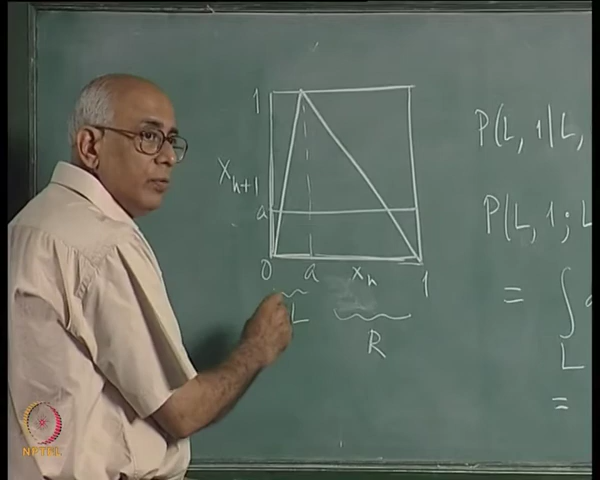 1
X_{n+1}
a
0 a x_n 1
L
R
P(L, 1|L,
P(L, 1; L
= ∫
L
=
NPTEL